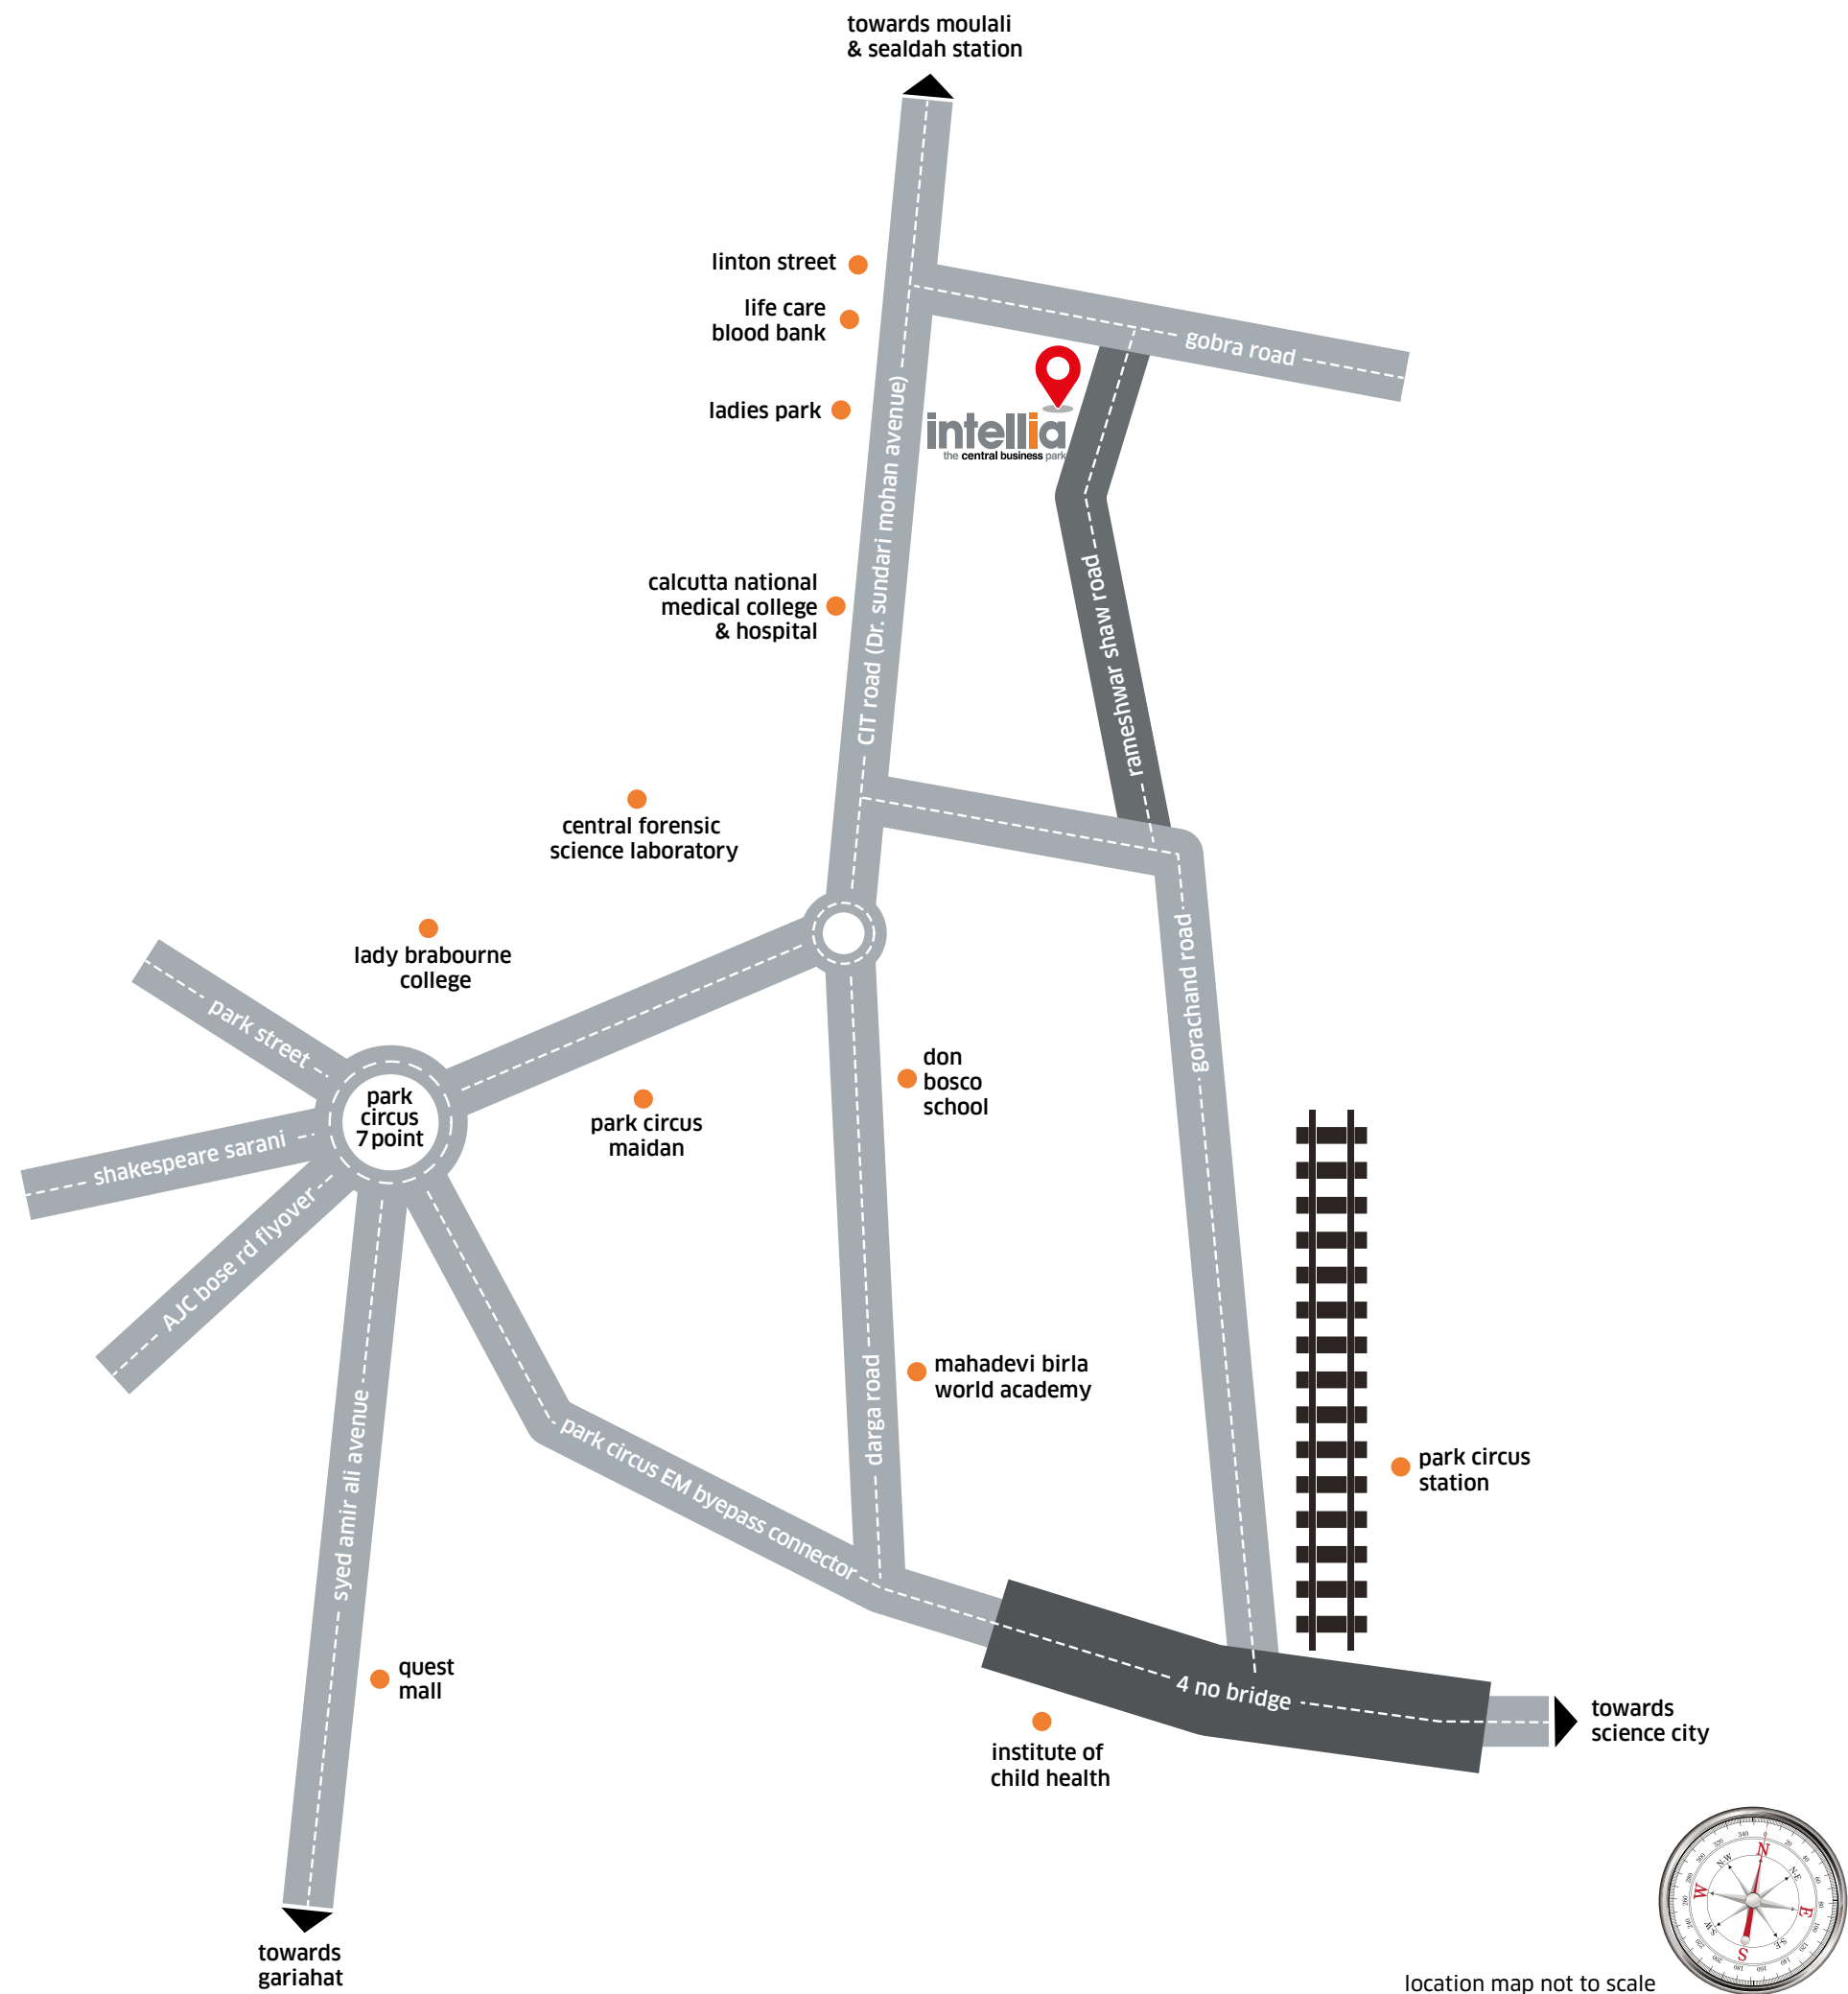 towards moulali
& sealdah station
linton street
life care
blood bank
gobra road
ladies park
intellia
the central business park
CIT road (Dr. sundari mohan avenue)
calcutta national
medical college
& hospital
rameshwar shaw road
central forensic
science laboratory
lady brabourne
college
gorachand road
park street
park
circus
7 point
don
bosco
school
park circus
maidan
shakespeare sarani
AJC bose rd flyover
mahadevi birla
world academy
darga road
syed amir ali avenue
park circus EM byepass connector
park circus
station
quest
mall
4 no bridge
towards
science city
institute of
child health
towards
gariahat
N
N-E
E
S-E
S
S-W
W
N-W
location map not to scale